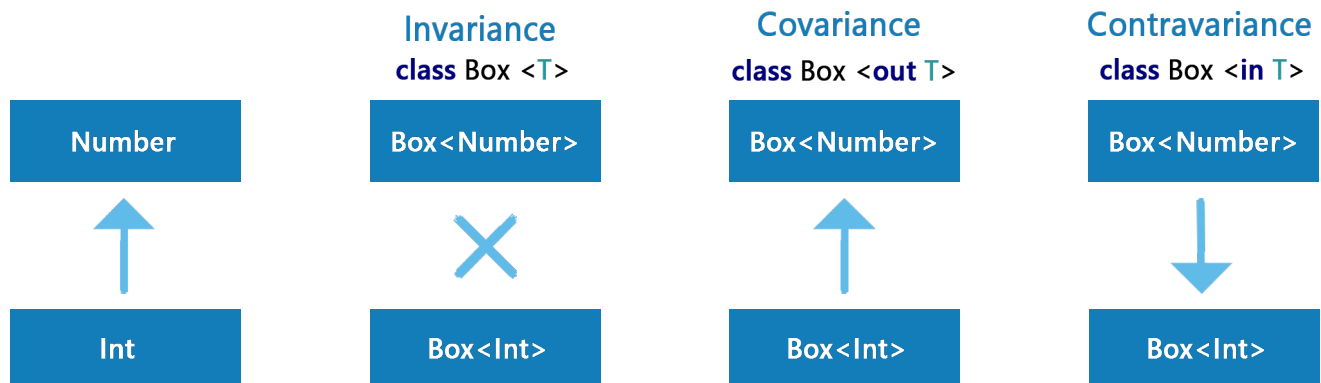 Invariance
class Box <T>
Covariance
class Box <out T>
Contravariance
class Box <in T>
Number
Box<Number>
Box<Number>
Box<Number>
Int
Box<Int>
Box<Int>
Box<Int>